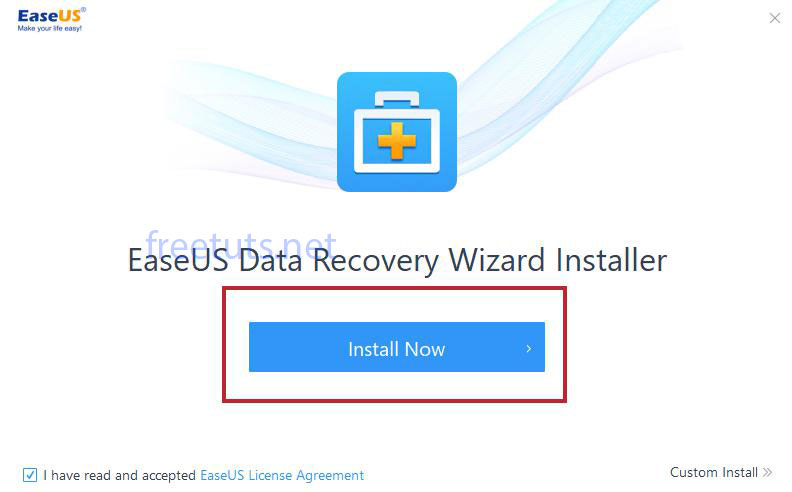 EaseUS®
Make your life easy!
freetuts.net
EaseUS Data Recovery Wizard Installer
Install Now
I have read and accepted EaseUS License Agreement
Custom Install